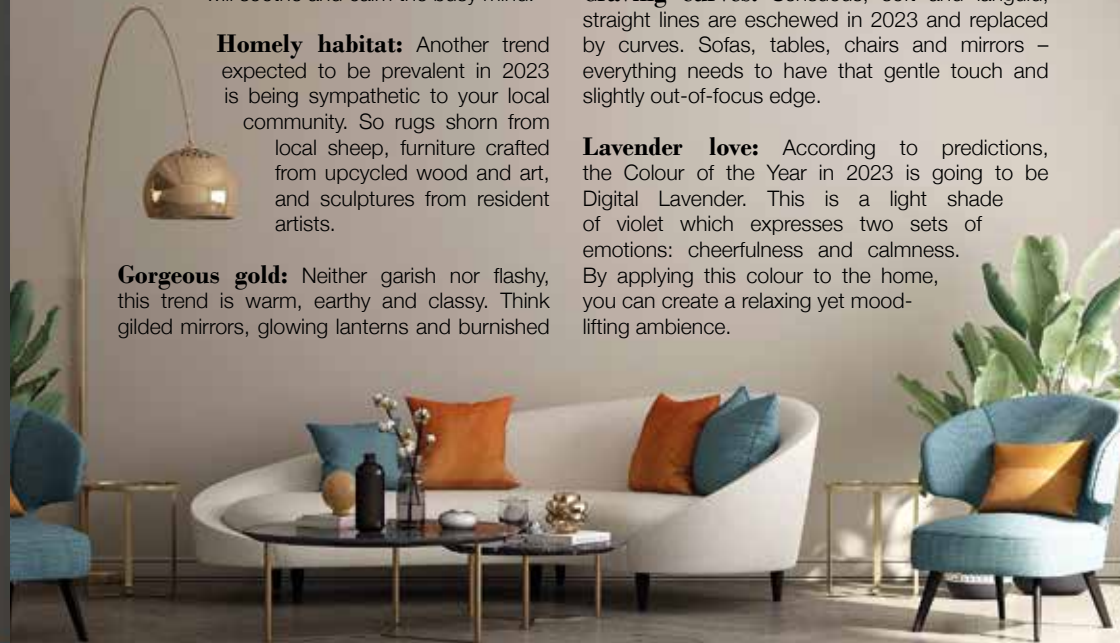 will soothe and calm the busy mind.
Homely habitat: Another trend
expected to be prevalent in 2023
is being sympathetic to your local
community. So rugs shorn from
local sheep, furniture crafted
from upcycled wood and art,
and sculptures from resident
artists.
Gorgeous gold: Neither garish nor flashy,
this trend is warm, earthy and classy. Think
gilded mirrors, glowing lanterns and burnished
straight lines are eschewed in 2023 and replaced
by curves. Sofas, tables, chairs and mirrors –
everything needs to have that gentle touch and
slightly out-of-focus edge.
Lavender love: According to predictions,
the Colour of the Year in 2023 is going to be
Digital Lavender. This is a light shade
of violet which expresses two sets of
emotions: cheerfulness and calmness.
By applying this colour to the home,
you can create a relaxing yet mood-
lifting ambience.